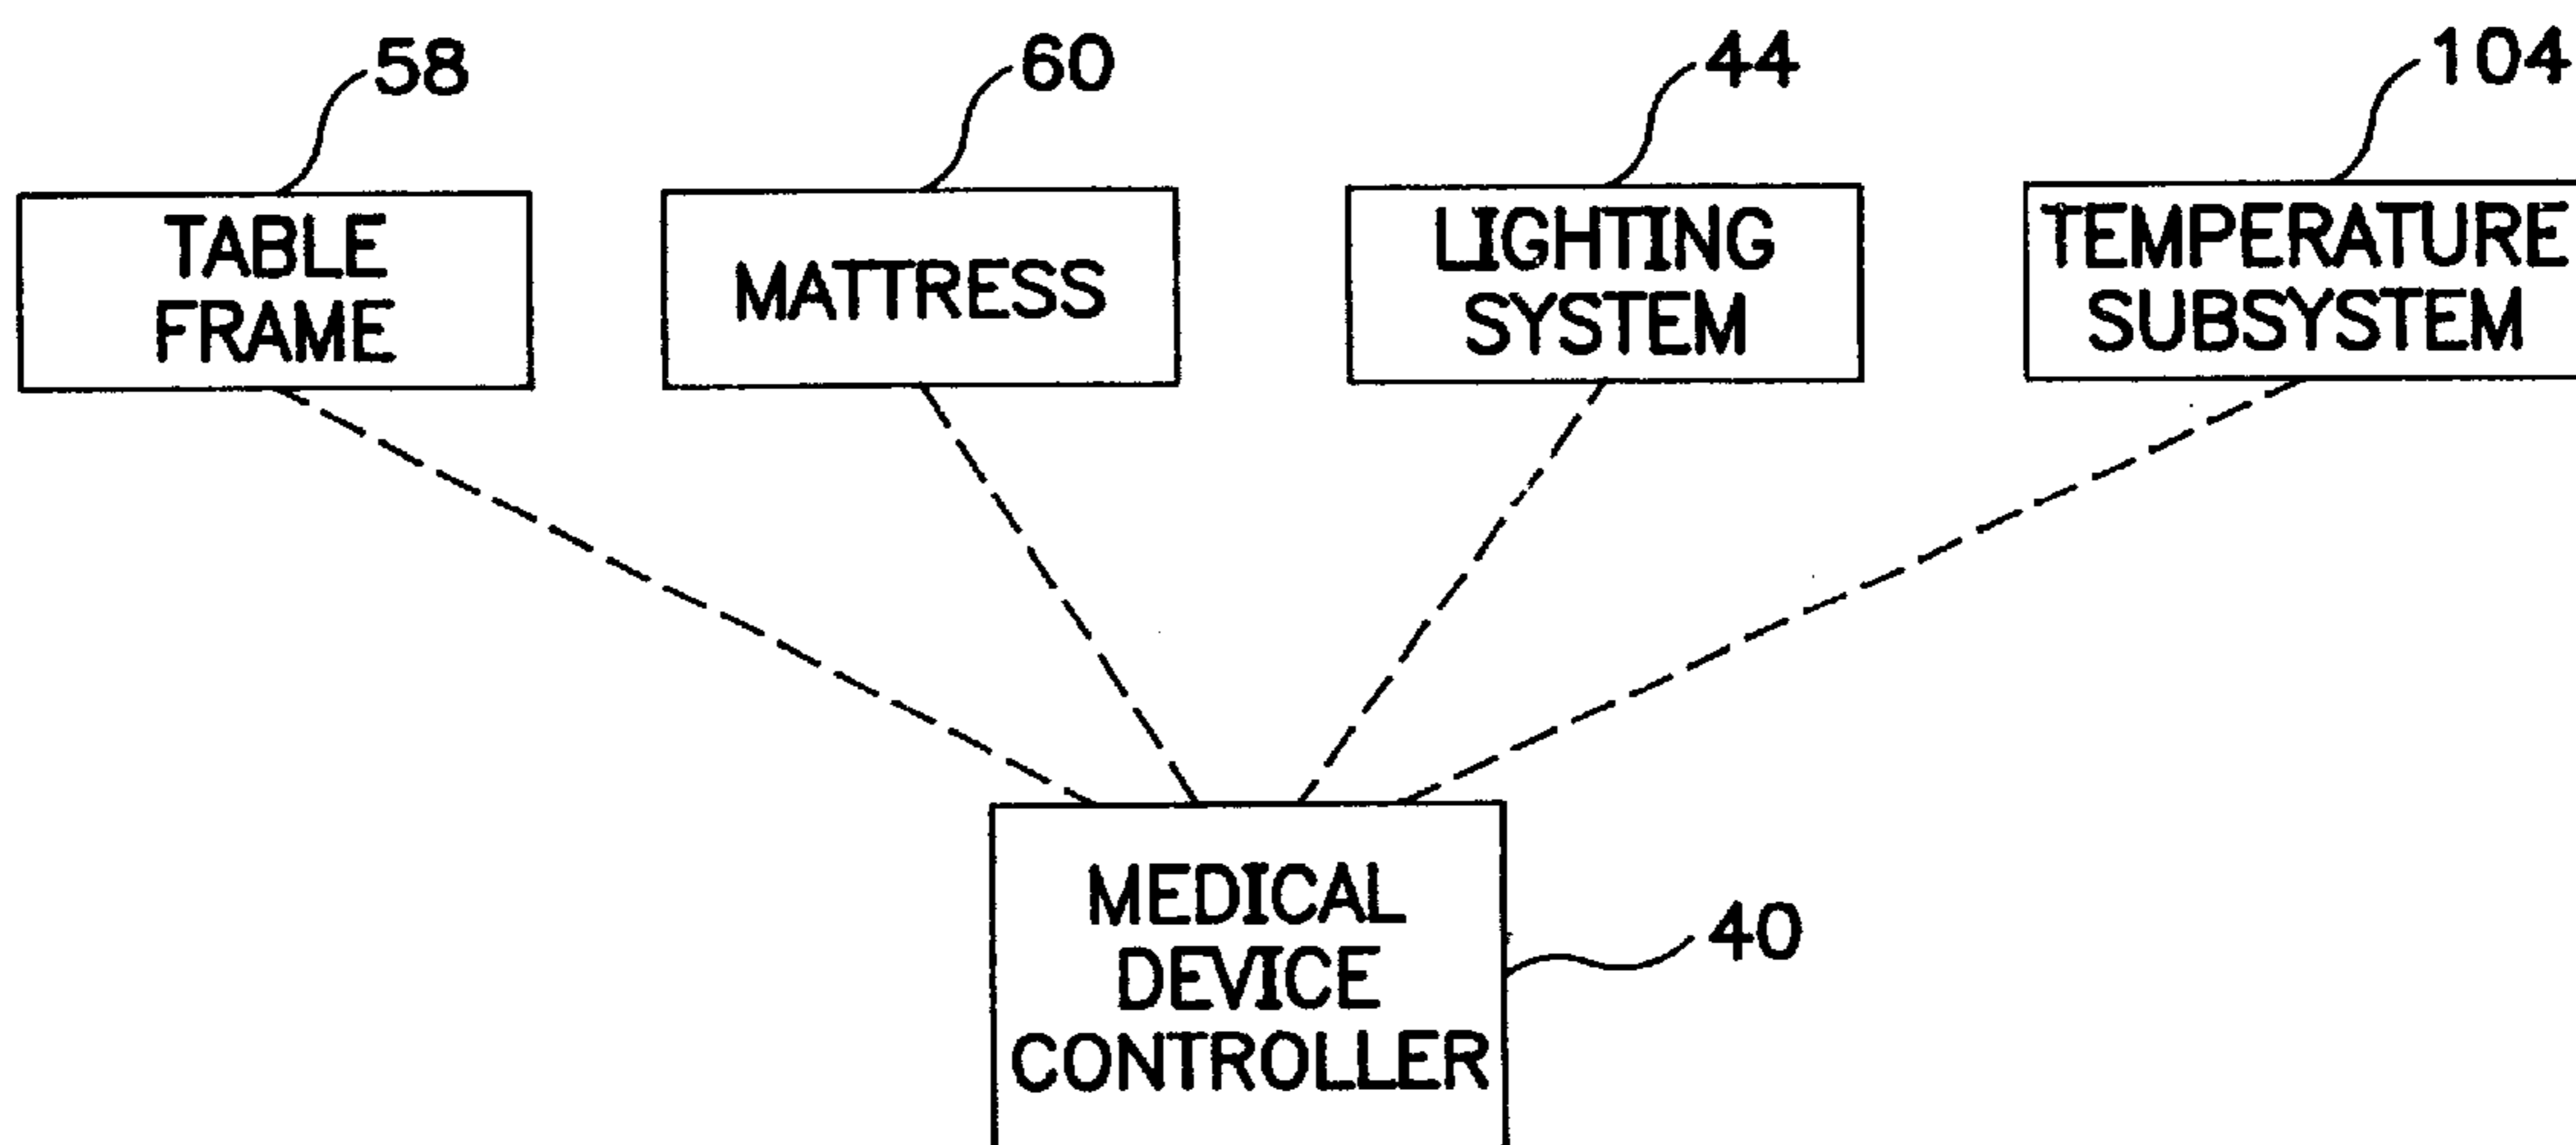 58
60
44
104
TABLE
FRAME
MATTRESS
LIGHTING
SYSTEM
TEMPERATURE
SUBSYSTEM
MEDICAL
DEVICE
CONTROLLER
40